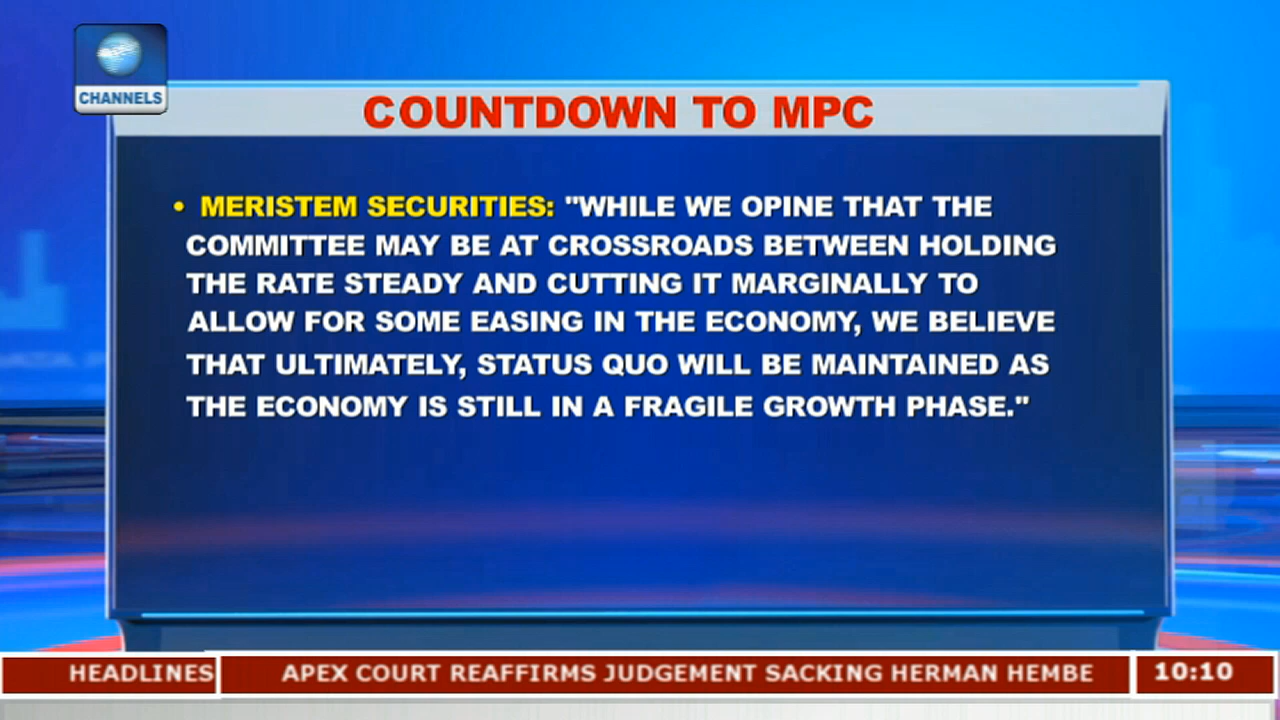 CHANNELS
COUNTDOWN TO MPC
• MERISTEM SECURITIES: "WHILE WE OPINE THAT THE
COMMITTEE MAY BE AT CROSSROADS BETWEEN HOLDING
THE RATE STEADY AND CUTTING IT MARGINALLY TO
ALLOW FOR SOME EASING IN THE ECONOMY, WE BELIEVE
THAT ULTIMATELY, STATUS QUO WILL BE MAINTAINED AS
THE ECONOMY IS STILL IN A FRAGILE GROWTH PHASE."
HEADLINES
APEX COURT REAFFIRMS JUDGEMENT SACKING HERMAN HEMBE
10:10